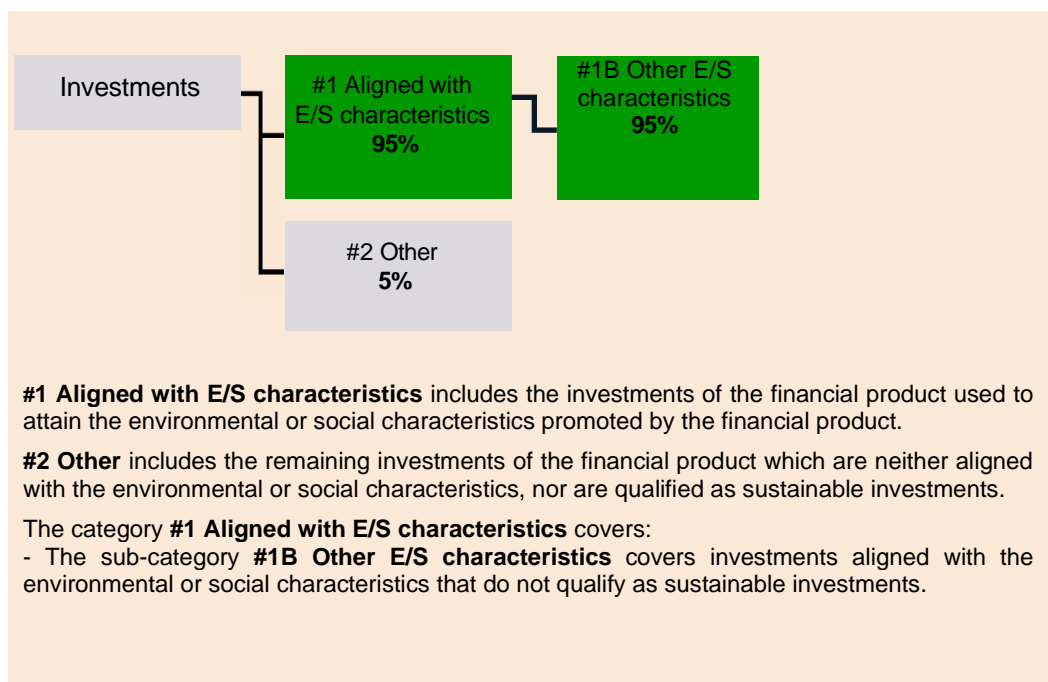 Investments
#1 Aligned with
E/S characteristics
95%
#1B Other E/S
characteristics
95%
#2 Other
5%
#1 Aligned with E/S characteristics includes the investments of the financial product used to
attain the environmental or social characteristics promoted by the financial product.
#2 Other includes the remaining investments of the financial product which are neither aligned
with the environmental or social characteristics, nor are qualified as sustainable investments.
The category #1 Aligned with E/S characteristics covers:
- The sub-category #1B Other E/S characteristics covers investments aligned with the
environmental or social characteristics that do not qualify as sustainable investments.